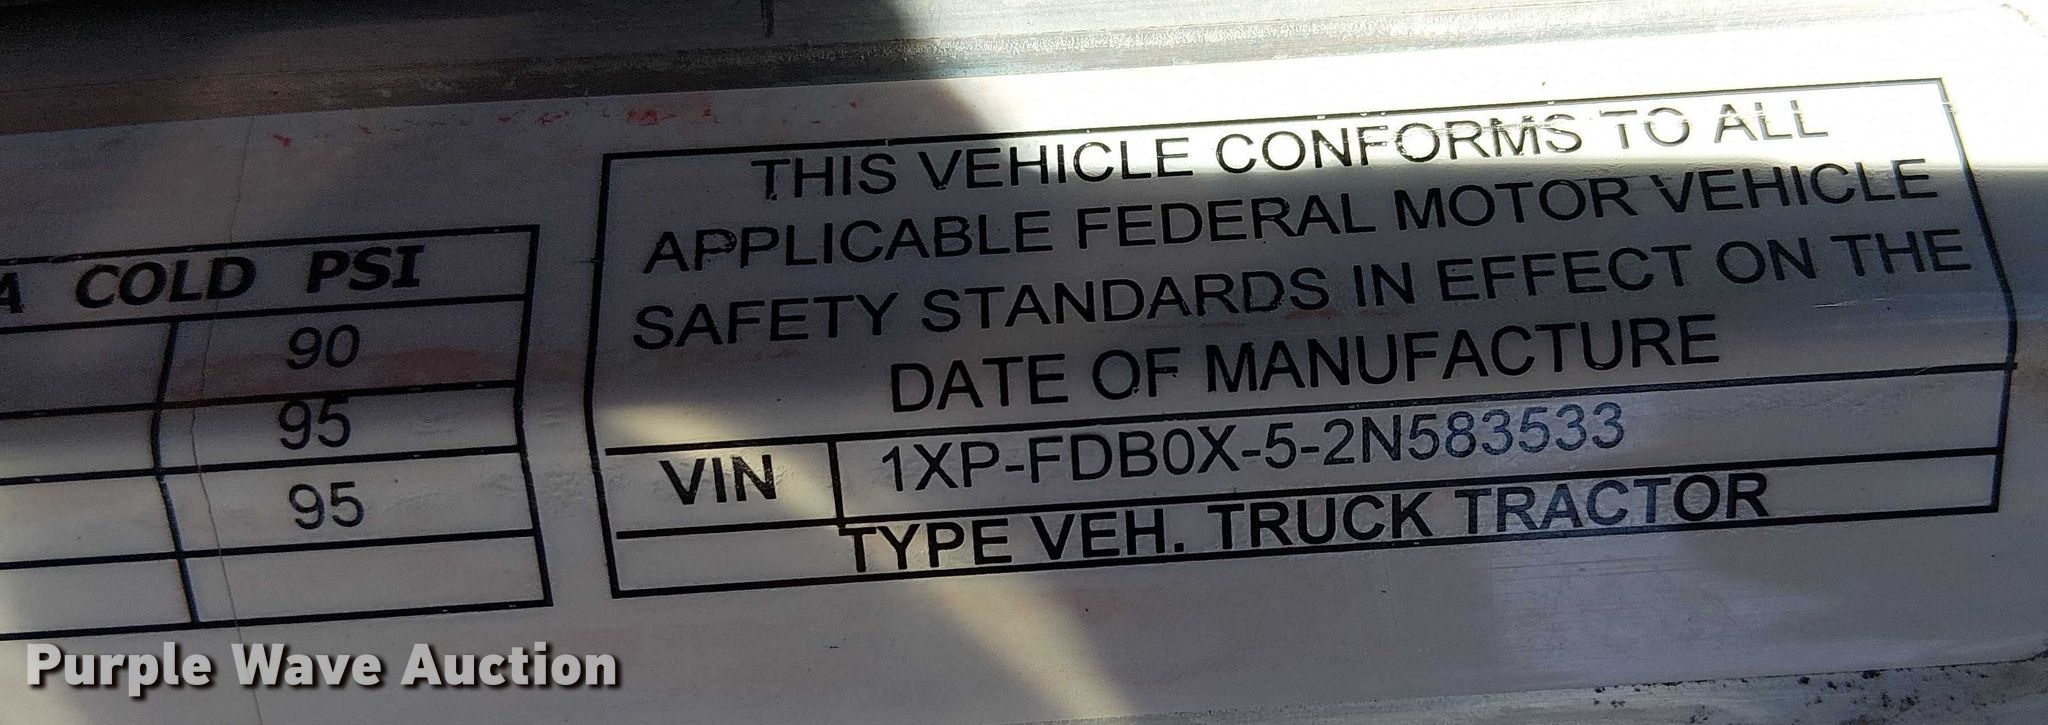 THIS VEHICLE CONFORMS TO ALL
APPLICABLE FEDERAL MOTOR VEHICLE
SAFETY STANDARDS IN EFFECT ON THE
DATE OF MANUFACTURE
VIN 1XP-FDB0X-5-2N583533
TYPE VEH. TRUCK TRACTOR
A COLD PSI
90
95
95
Purple Wave Auction